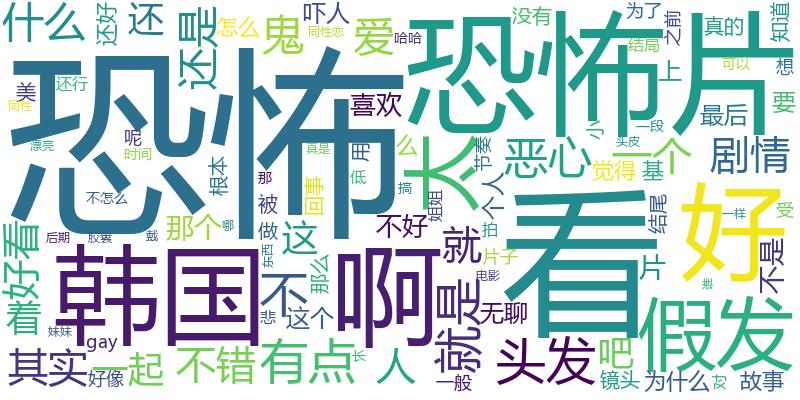 什么
还好
还
还是
怎么
鬼
吓人
同性恋
爱
哈哈
没有
为了
结局
之前
真的
可以
知道
想
上
要
美
还行
同性
漂亮
呢
时间
不怎么
恐怖
根本
那
真是
喜欢
用
么
低
搞
恐怖片
太
节奏
恶心
小
头皮
一段
一个
觉得
基
最后
剧情
看
好
着
好看
后期
胶囊
戴
那个
哪
被
做
回事
这
东西
不
悲
这个
那么
韩国
啊
不好
就
就是
姐姐
个人
拍
片子
电影
无聊
结尾
片
一样
谁
不是
受
假发
妹妹
gay
其实
好像
一起
不错
有点
长
人
一般
头发
吧
镜头
为什么
对
故事